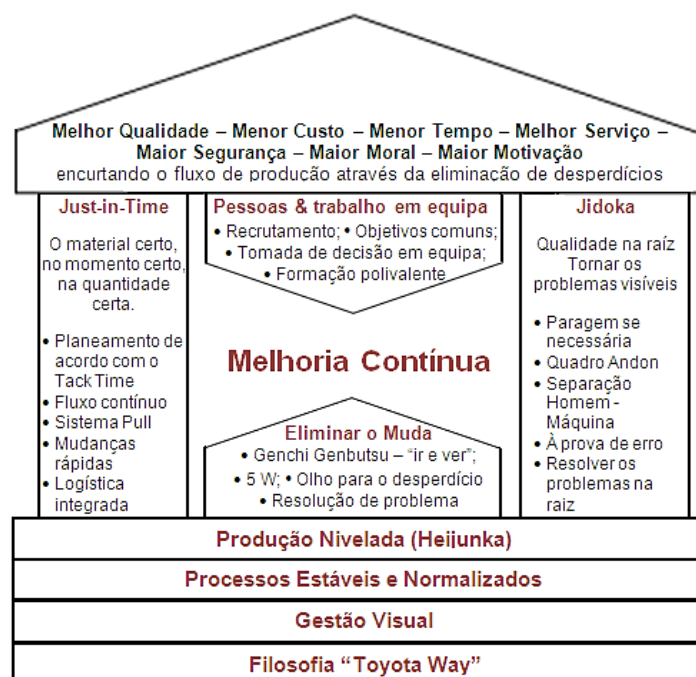 Melhor Qualidade – Menor Custo – Menor Tempo – Melhor Serviço –
Maior Segurança – Maior Moral – Maior Motivação
encurtando o fluxo de produção através da eliminação de desperdícios
Just-in-Time
O material certo,
no momento certo,
na quantidade
certa.
• Planeamento de
acordo com o
Tack Time
• Fluxo contínuo
• Sistema Pull
• Mudanças
rápidas
• Logística
integrada
Pessoas & trabalho em equipa
• Recrutamento; • Objetivos comuns;
• Tomada de decisão em equipa;
• Formação polivalente
Melhoria Contínua
Eliminar o Muda
• Genchi Genbutsu – “ir e ver”;
• 5 W; • Olho para o desperdício
• Resolução de problema
Jidoka
Qualidade na raíz
Tornar os
problemas visíveis
• Paragem se
necessária
• Quadro Andon
• Separação
Homem -
Máquina
• À prova de erro
• Resolver os
problemas na
raiz
Produção Nivelada (Heijunka)
Processos Estáveis e Normalizados
Gestão Visual
Filosofia “Toyota Way”